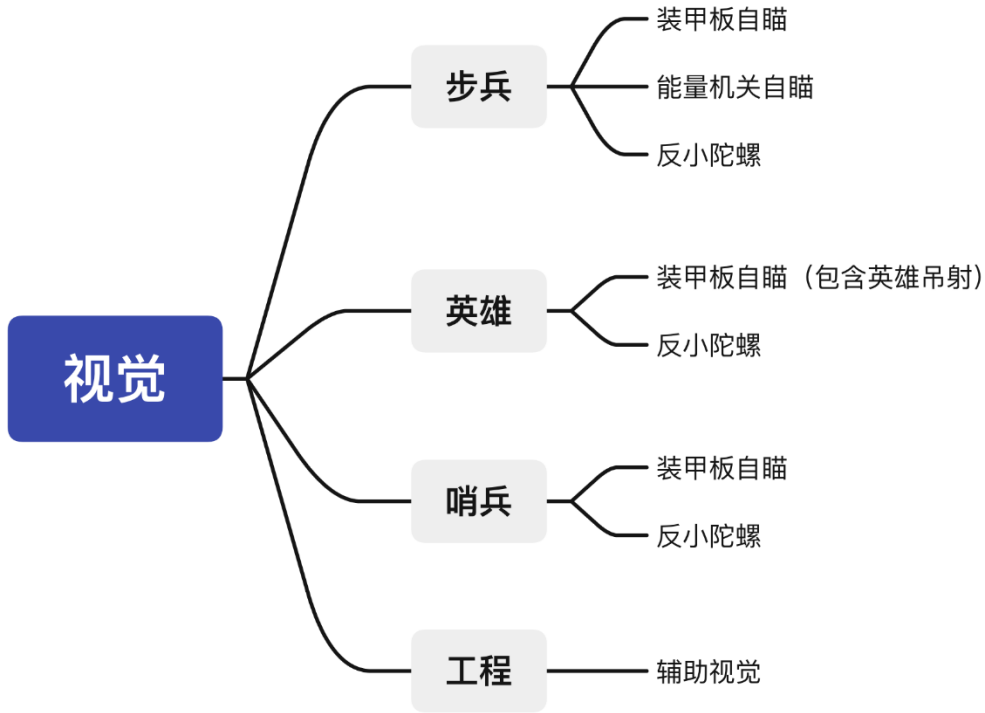 视觉
步兵
装甲板自瞄
能量机关自瞄
反小陀螺
英雄
装甲板自瞄（包含英雄吊射）
反小陀螺
哨兵
装甲板自瞄
反小陀螺
工程
辅助视觉